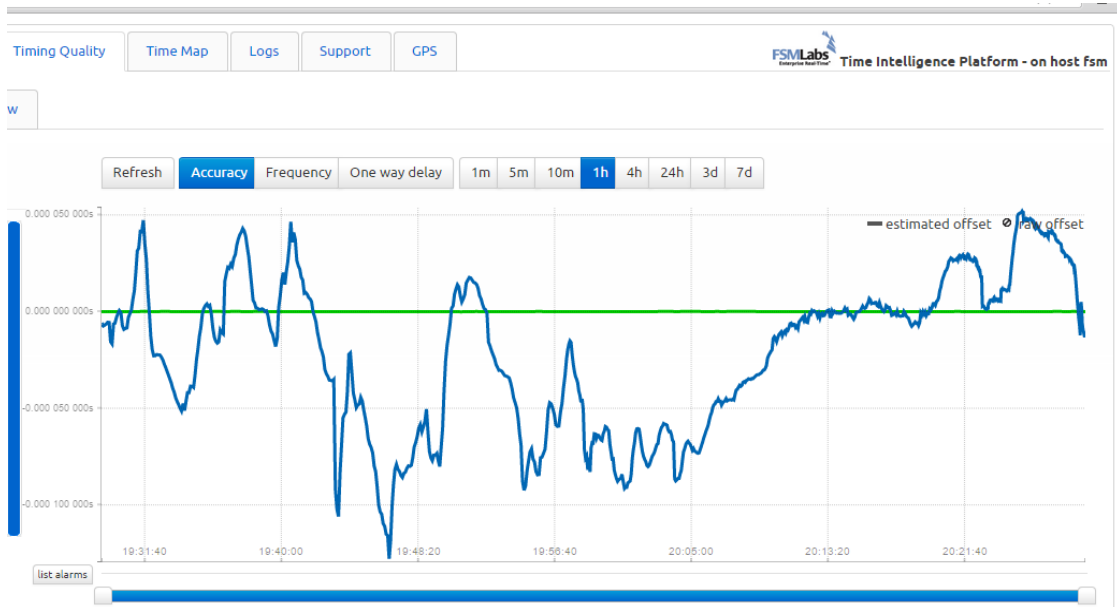 Timing Quality Time Map Logs Support GPS
FSMLabs
Enterprise Real-Time
Time Intelligence Platform - on host fsm
w
Refresh Accuracy Frequency One way delay 1m 5m 10m 1h 4h 24h 3d 7d
0.000 050 000s
estimated offset raw offset
0.000 000 000s
-0.000 050 000s
-0.000 100 000s
19:31:40 19:40:00 19:48:20 19:56:40 20:05:00 20:13:20 20:21:40
list alarms